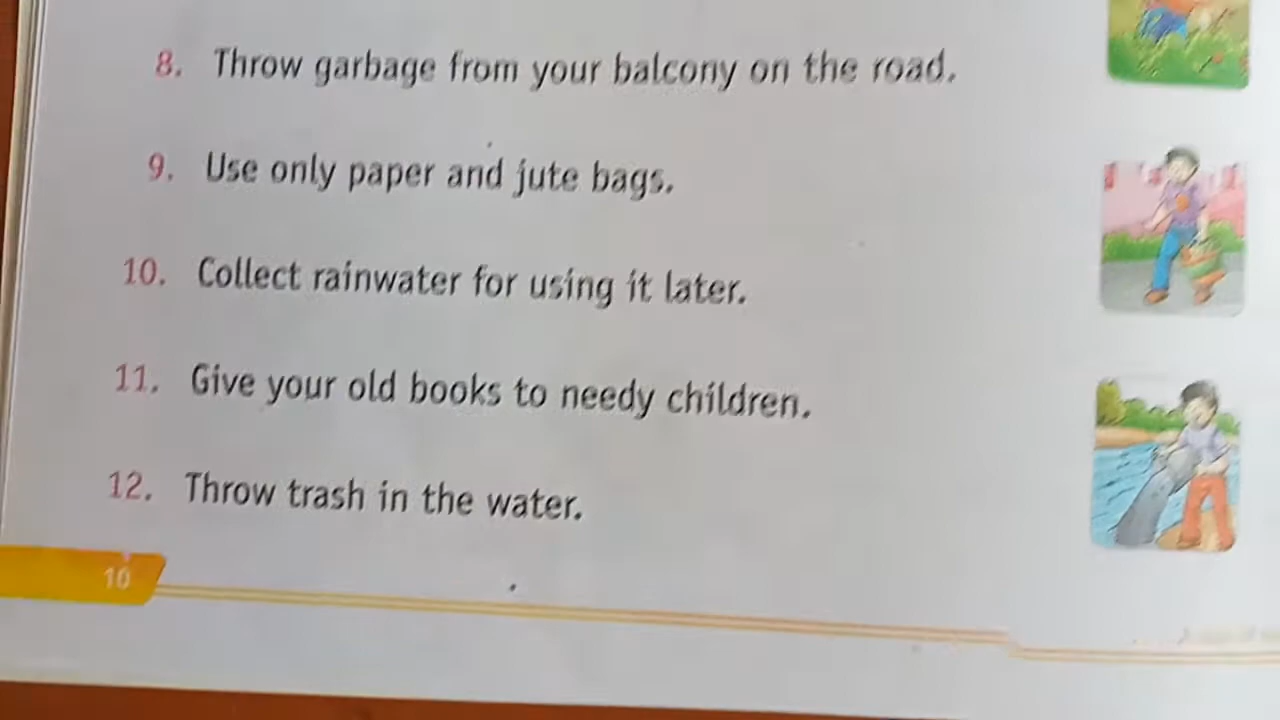 8. Throw garbage from your balcony on the road.
9. Use only paper and jute bags.
10. Collect rainwater for using it later.
11. Give your old books to needy children.
12. Throw trash in the water.
10